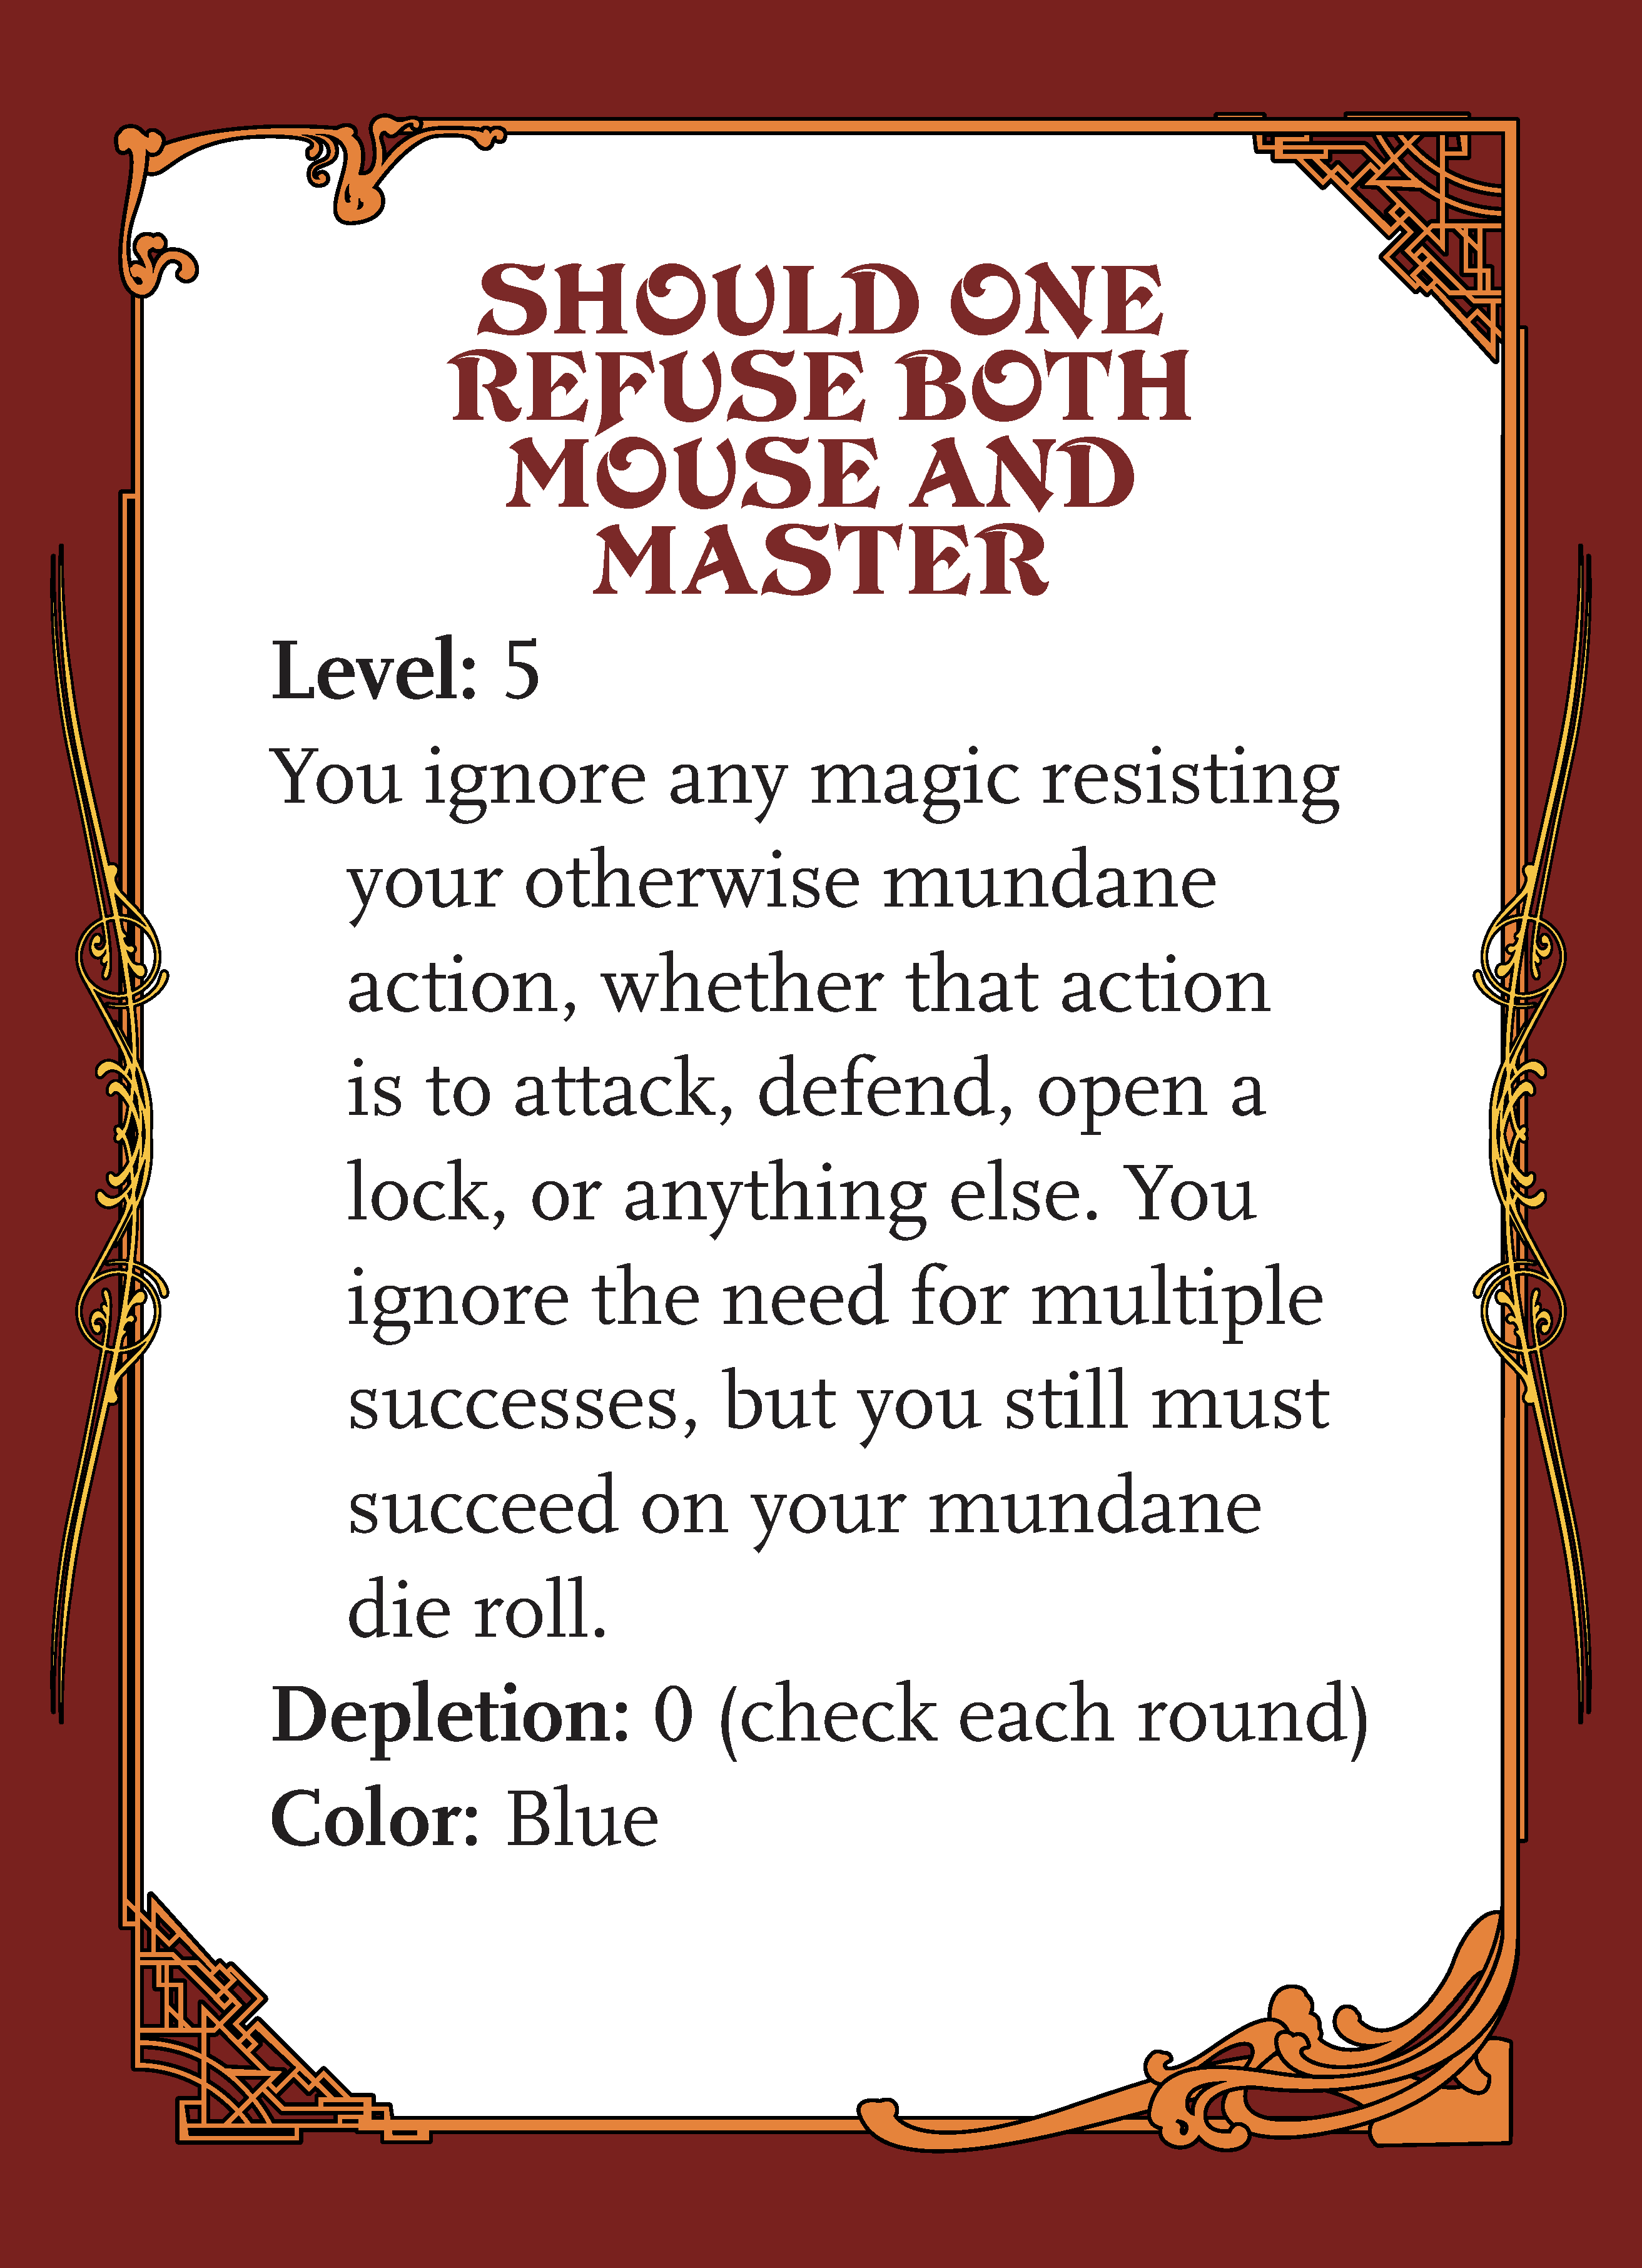 SHOULD ONE
REFUSE BOTH
MOUSE AND
MASTER
Level: 5
You ignore any magic resisting
your otherwise mundane
action, whether that action
is to attack, defend, open a
lock, or anything else. You
ignore the need for multiple
successes, but you still must
succeed on your mundane
die roll.
Depletion: 0 (check each round)
Color: Blue